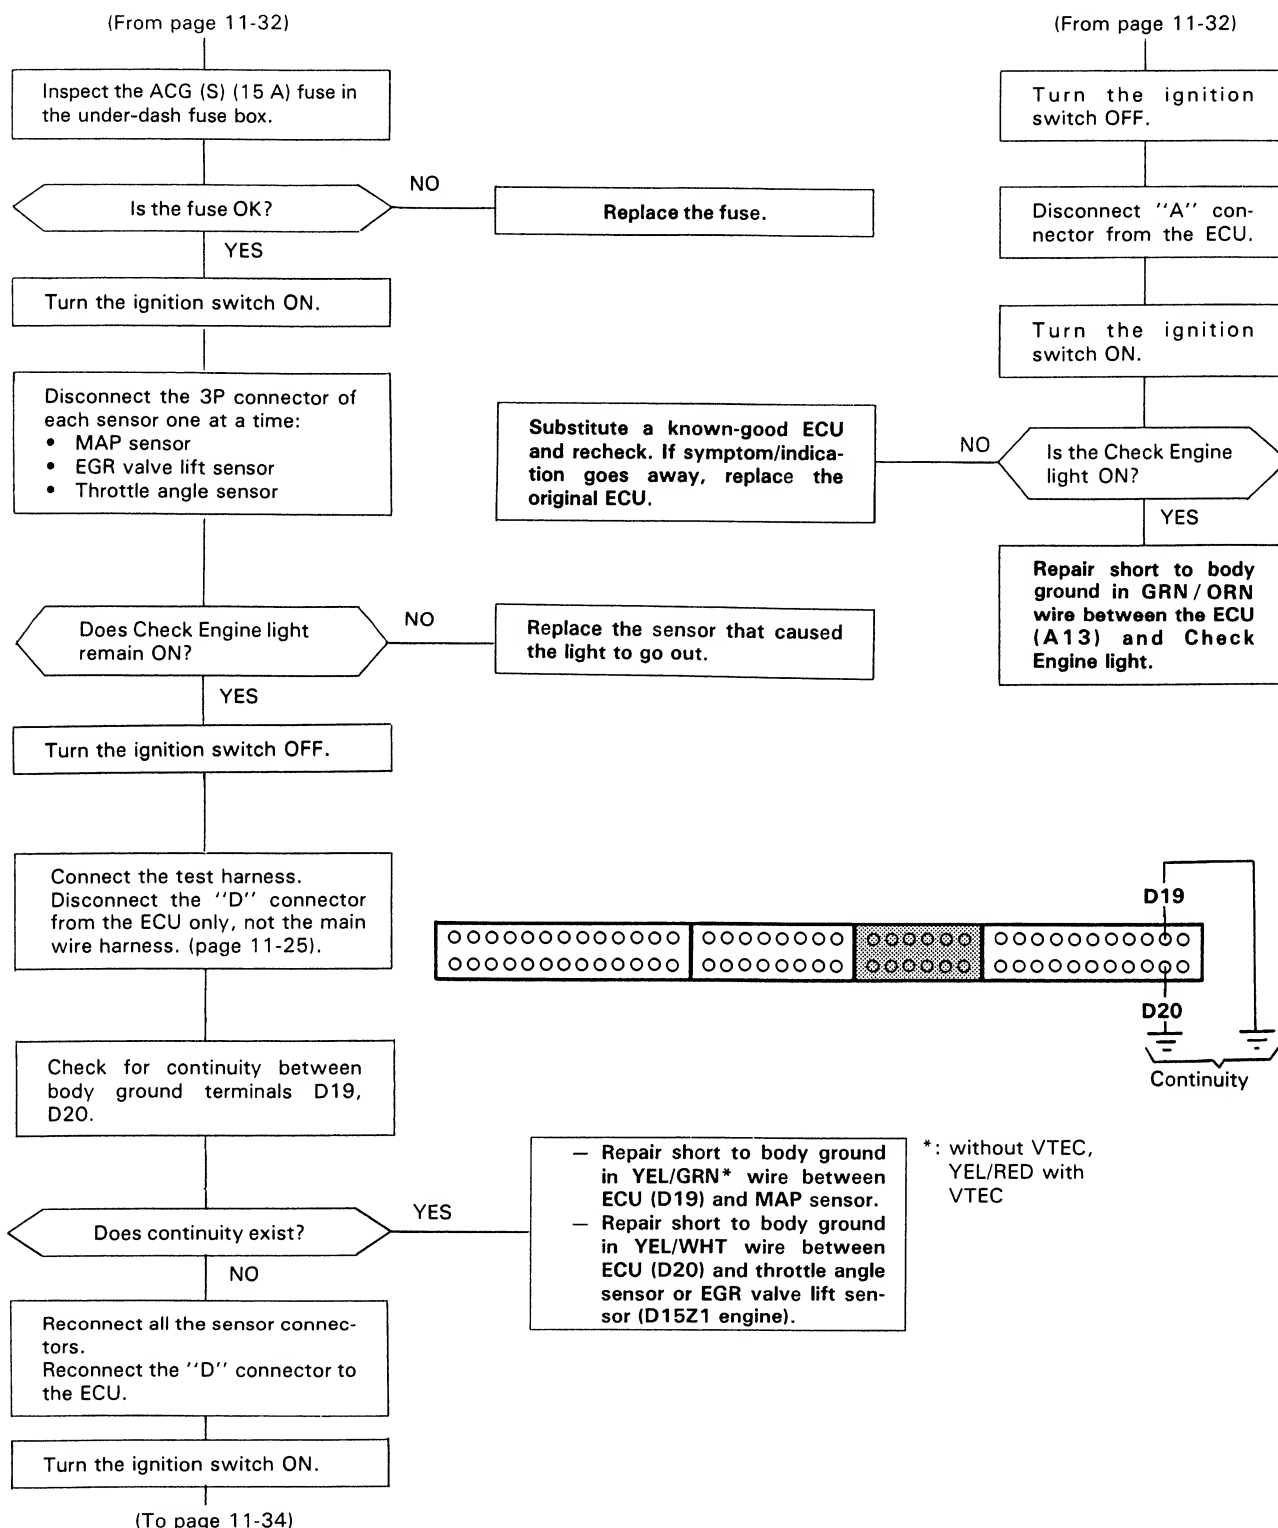 (From page 11-32)
Inspect the ACG (S) (15 A) fuse in
the under-dash fuse box.
Is the fuse OK?
NO
Replace the fuse.
YES
Turn the ignition switch ON.
Disconnect the 3P connector of
each sensor one at a time:
• MAP sensor
• EGR valve lift sensor
• Throttle angle sensor
Does Check Engine light
remain ON?
NO
Replace the sensor that caused
the light to go out.
YES
Turn the ignition switch OFF.
Connect the test harness.
Disconnect the "D" connector
from the ECU only, not the main
wire harness. (page 11-25).
Check for continuity between
body ground terminals D19,
D20.
Does continuity exist?
YES
— Repair short to body ground
in YEL/GRN* wire between
ECU (D19) and MAP sensor.
— Repair short to body ground
in YEL/WHT wire between
ECU (D20) and throttle angle
sensor or EGR valve lift sen-
sor (D15Z1 engine).
*: without VTEC,
YEL/RED with
VTEC
NO
Reconnect all the sensor connec-
tors.
Reconnect the "D" connector to
the ECU.
Turn the ignition switch ON.
(To page 11-34)
(From page 11-32)
Turn the ignition
switch OFF.
Disconnect "A" con-
nector from the ECU.
Turn the ignition
switch ON.
Is the Check Engine
light ON?
NO
Substitute a known-good ECU
and recheck. If symptom/indica-
tion goes away, replace the
original ECU.
YES
Repair short to body
ground in GRN/ORN
wire between the ECU
(A13) and Check
Engine light.
D19
D20
Continuity